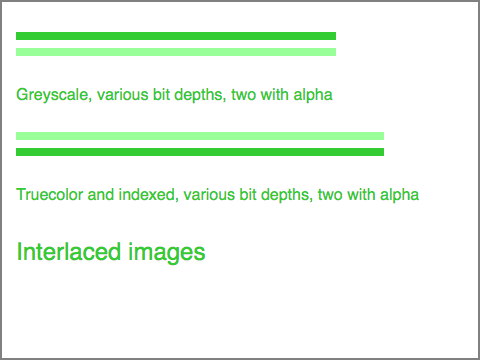 Greyscale, various bit depths, two with alpha
Truecolor and indexed, various bit depths, two with alpha
Interlaced images